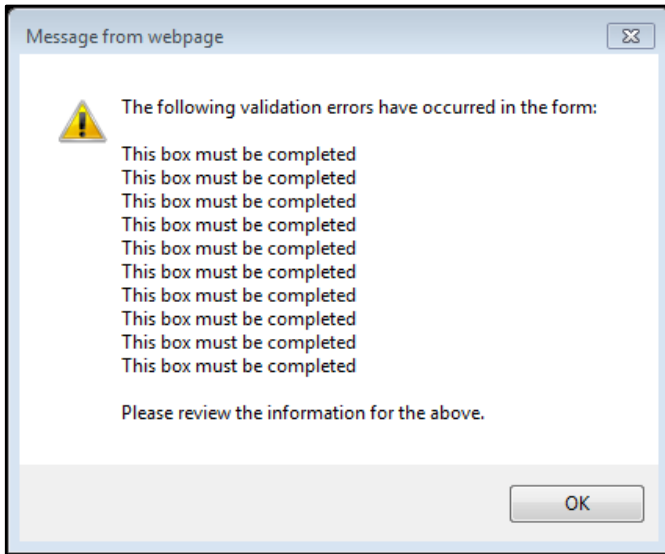 Message from webpage
The following validation errors have occurred in the form:
This box must be completed
This box must be completed
This box must be completed
This box must be completed
This box must be completed
This box must be completed
This box must be completed
This box must be completed
This box must be completed
This box must be completed
Please review the information for the above.
OK